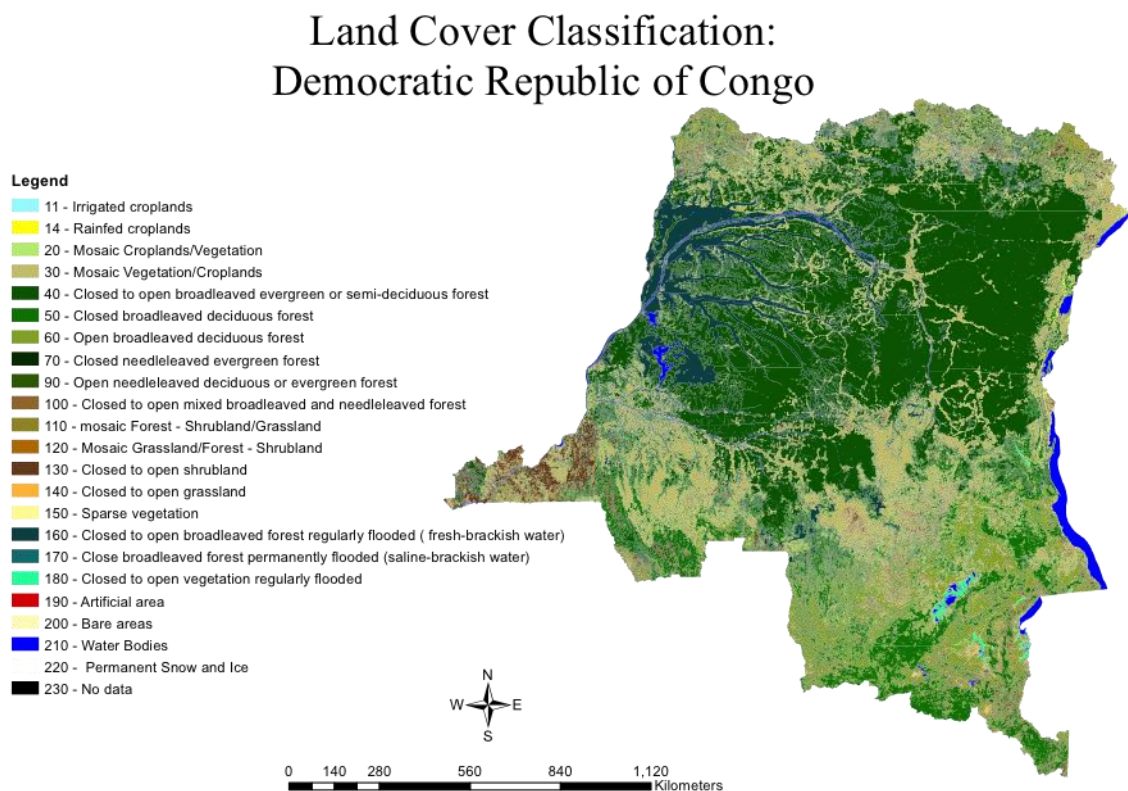 Land Cover Classification:
Democratic Republic of Congo
Legend
11 - Irrigated croplands
14 - Rainfed croplands
20 - Mosaic Croplands/Vegetation
30 - Mosaic Vegetation/Croplands
40 - Closed to open broadleaved evergreen or semi-deciduous forest
50 - Closed broadleaved deciduous forest
60 - Open broadleaved deciduous forest
70 - Closed needleleaved evergreen forest
90 - Open needleleaved deciduous or evergreen forest
100 - Closed to open mixed broadleaved and needleleaved forest
110 - mosaic Forest - Shrubland/Grassland
120 - Mosaic Grassland/Forest - Shrubland
130 - Closed to open shrubland
140 - Closed to open grassland
150 - Sparse vegetation
160 - Closed to open broadleaved forest regularly flooded ( fresh-brackish water)
170 - Close broadleaved forest permanently flooded (saline-brackish water)
180 - Closed to open vegetation regularly flooded
190 - Artificial area
200 - Bare areas
210 - Water Bodies
220 - Permanent Snow and Ice
230 - No data
N
W E
S
0 140 280 560 840 1,120
Kilometers